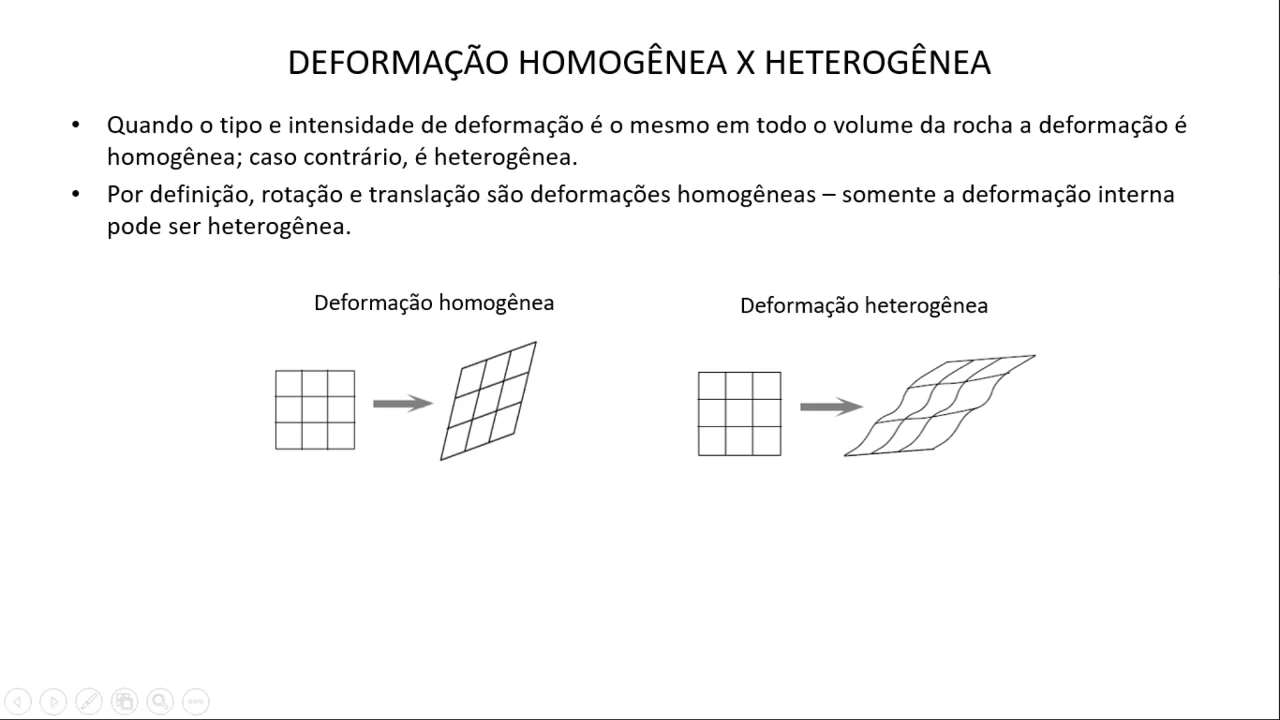 DEFORMAÇÃO HOMOGÊNEA X HETEROGÊNEA
• Quando o tipo e intensidade de deformação é o mesmo em todo o volume da rocha a deformação é
homogênea; caso contrário, é heterogênea.
• Por definição, rotação e translação são deformações homogêneas – somente a deformação interna
pode ser heterogênea.
Deformação homogênea
Deformação heterogênea